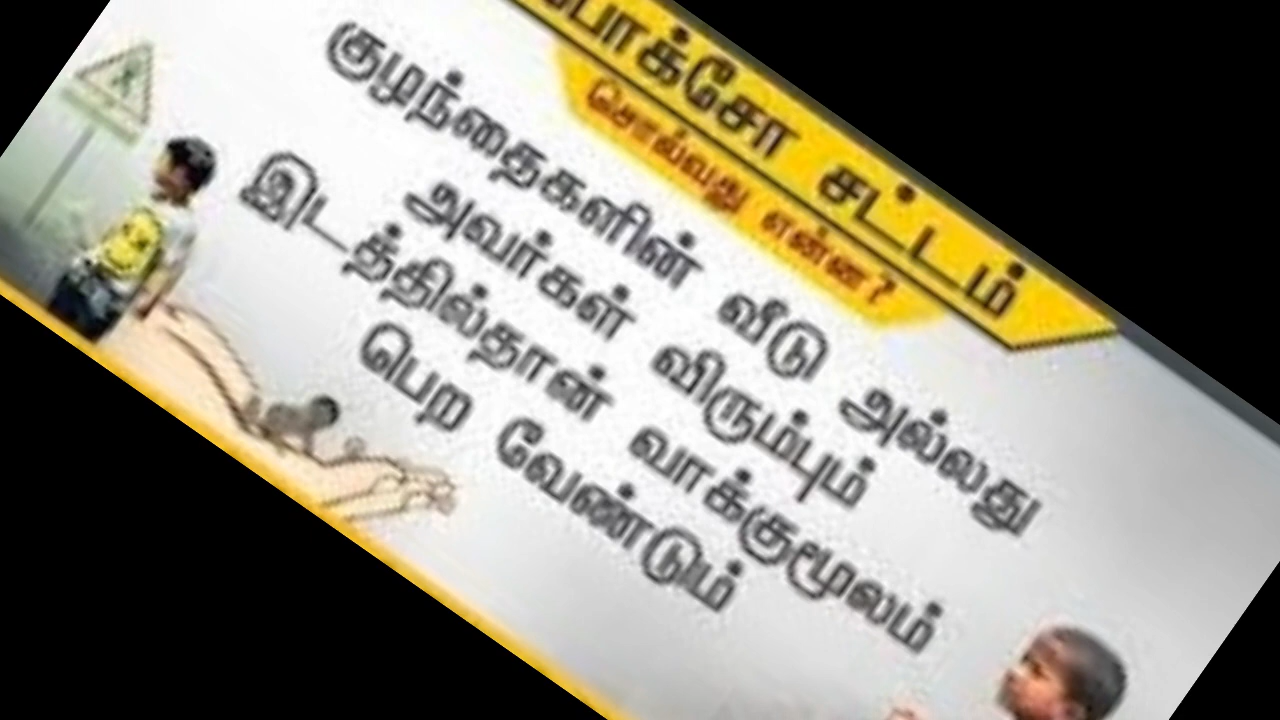 போக்சோ சட்டம்
சொல்வது என்ன?
குழந்தைகளின் வீடு அல்லது
அவர்கள் விரும்பும்
இடத்தில்தான் வாக்குமூலம்
பெற வேண்டும்